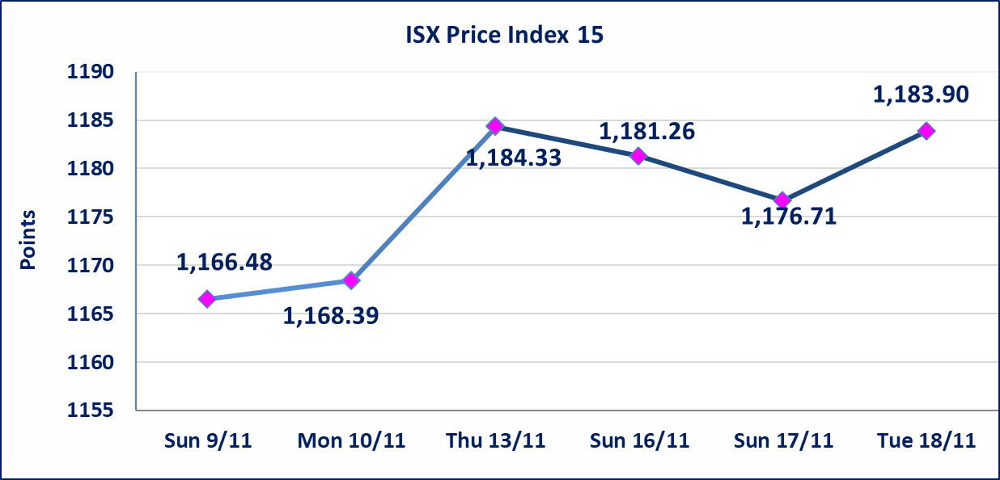 ISX Price Index 15
1190
1185
1180
1175
1170
1165
1160
1155
Points
1,166.48
1,168.39
1,184.33
1,181.26
1,176.71
1,183.90
Sun 9/11
Mon 10/11
Thu 13/11
Sun 16/11
Sun 17/11
Tue 18/11